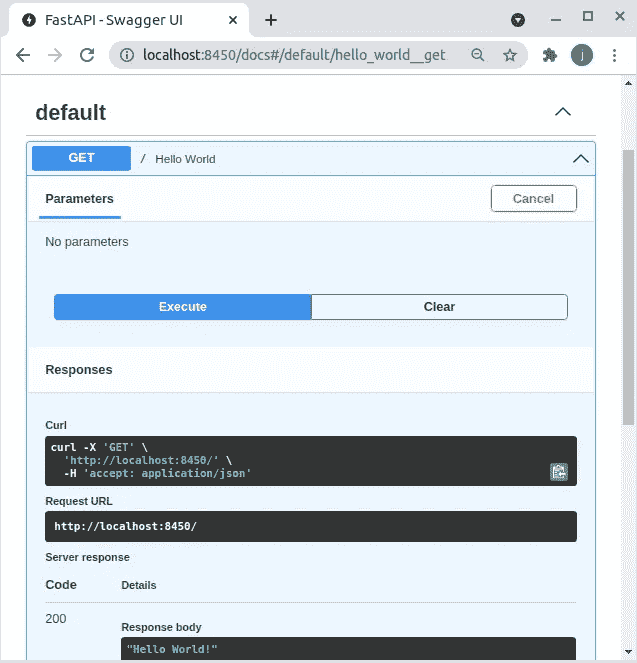 FastAPI - Swagger UI
localhost:8450/docs#/default/hello_world__get
j
default
GET / Hello World
Parameters Cancel
No parameters
Execute Clear
Responses
Curl
curl -X 'GET' \
'http://localhost:8450/' \
-H 'accept: application/json'
Request URL
http://localhost:8450/
Server response
Code Details
200
Response body
"Hello World!"